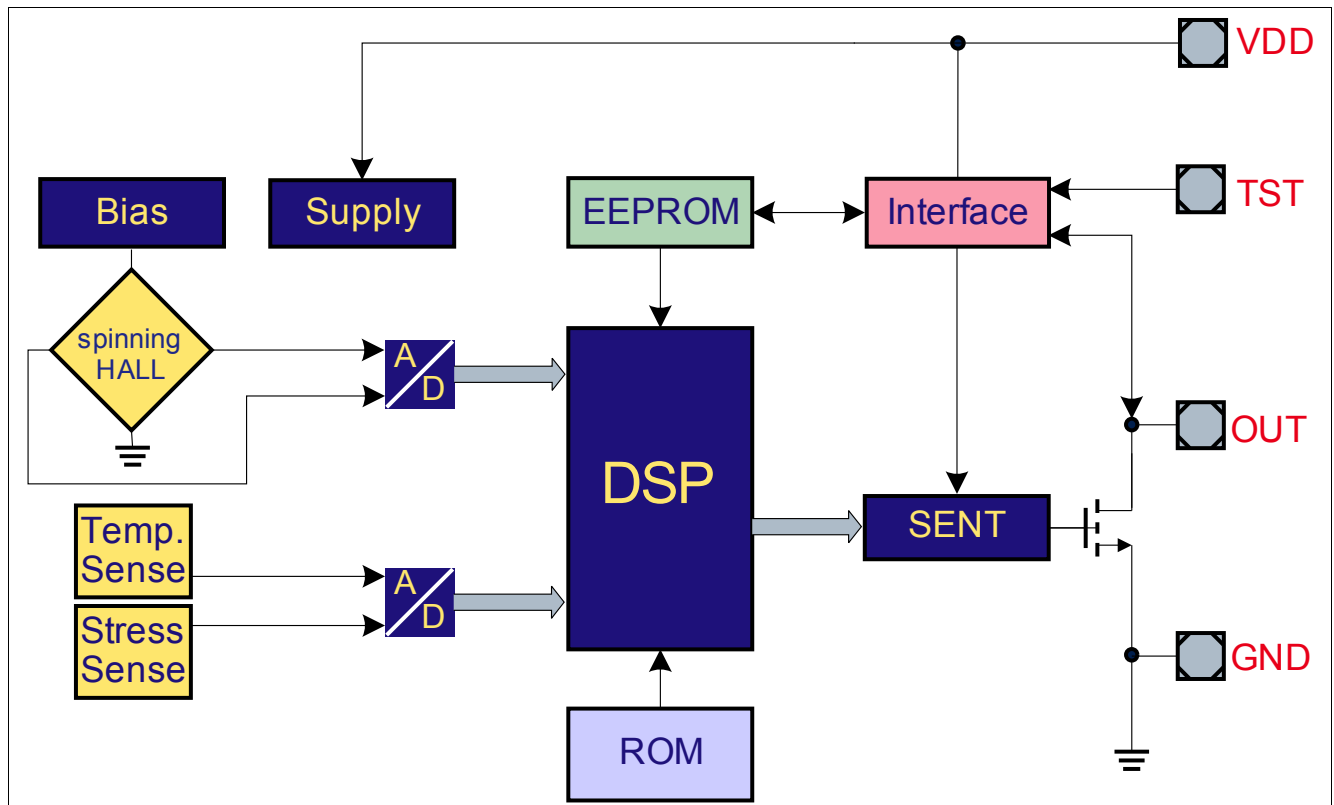 VDD
Bias
Supply
EEPROM
Interface
TST
spinning
HALL
A
D
DSP
OUT
SENT
Temp.
Sense
A
D
Stress
Sense
GND
ROM